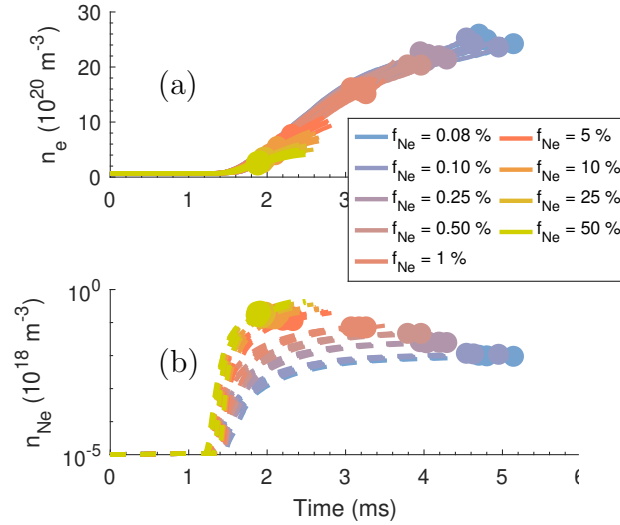 30
20
10
0
n_e (10^20 m^-3)
(a)
0 1 2 3
f_Ne = 0.08 % f_Ne = 5 %
f_Ne = 0.10 % f_Ne = 10 %
f_Ne = 0.25 % f_Ne = 25 %
f_Ne = 0.50 % f_Ne = 50 %
f_Ne = 1 %
10^0
10^-5
n_Ne (10^18 m^-3)
(b)
0 1 2 3 4 5 6
Time (ms)